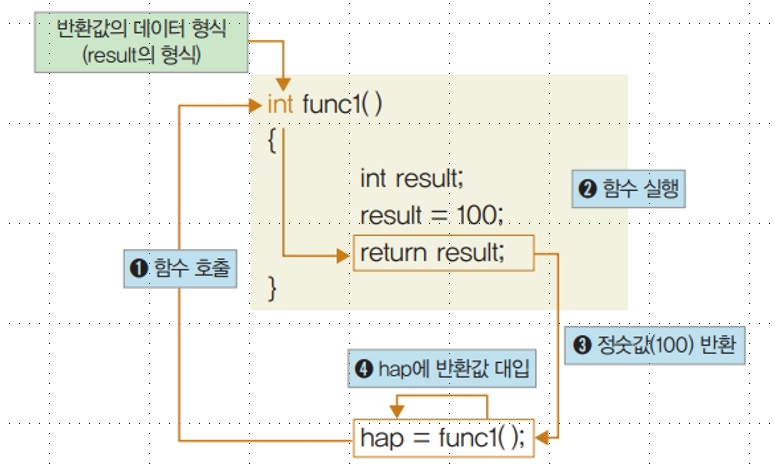 반환값의 데이터 형식
(result의 형식)
int func1( )
{
int result;
result = 100;
return result;
}
❷ 함수 실행
❶ 함수 호출
❸ 정숫값(100) 반환
❹ hap에 반환값 대입
hap = func1( );